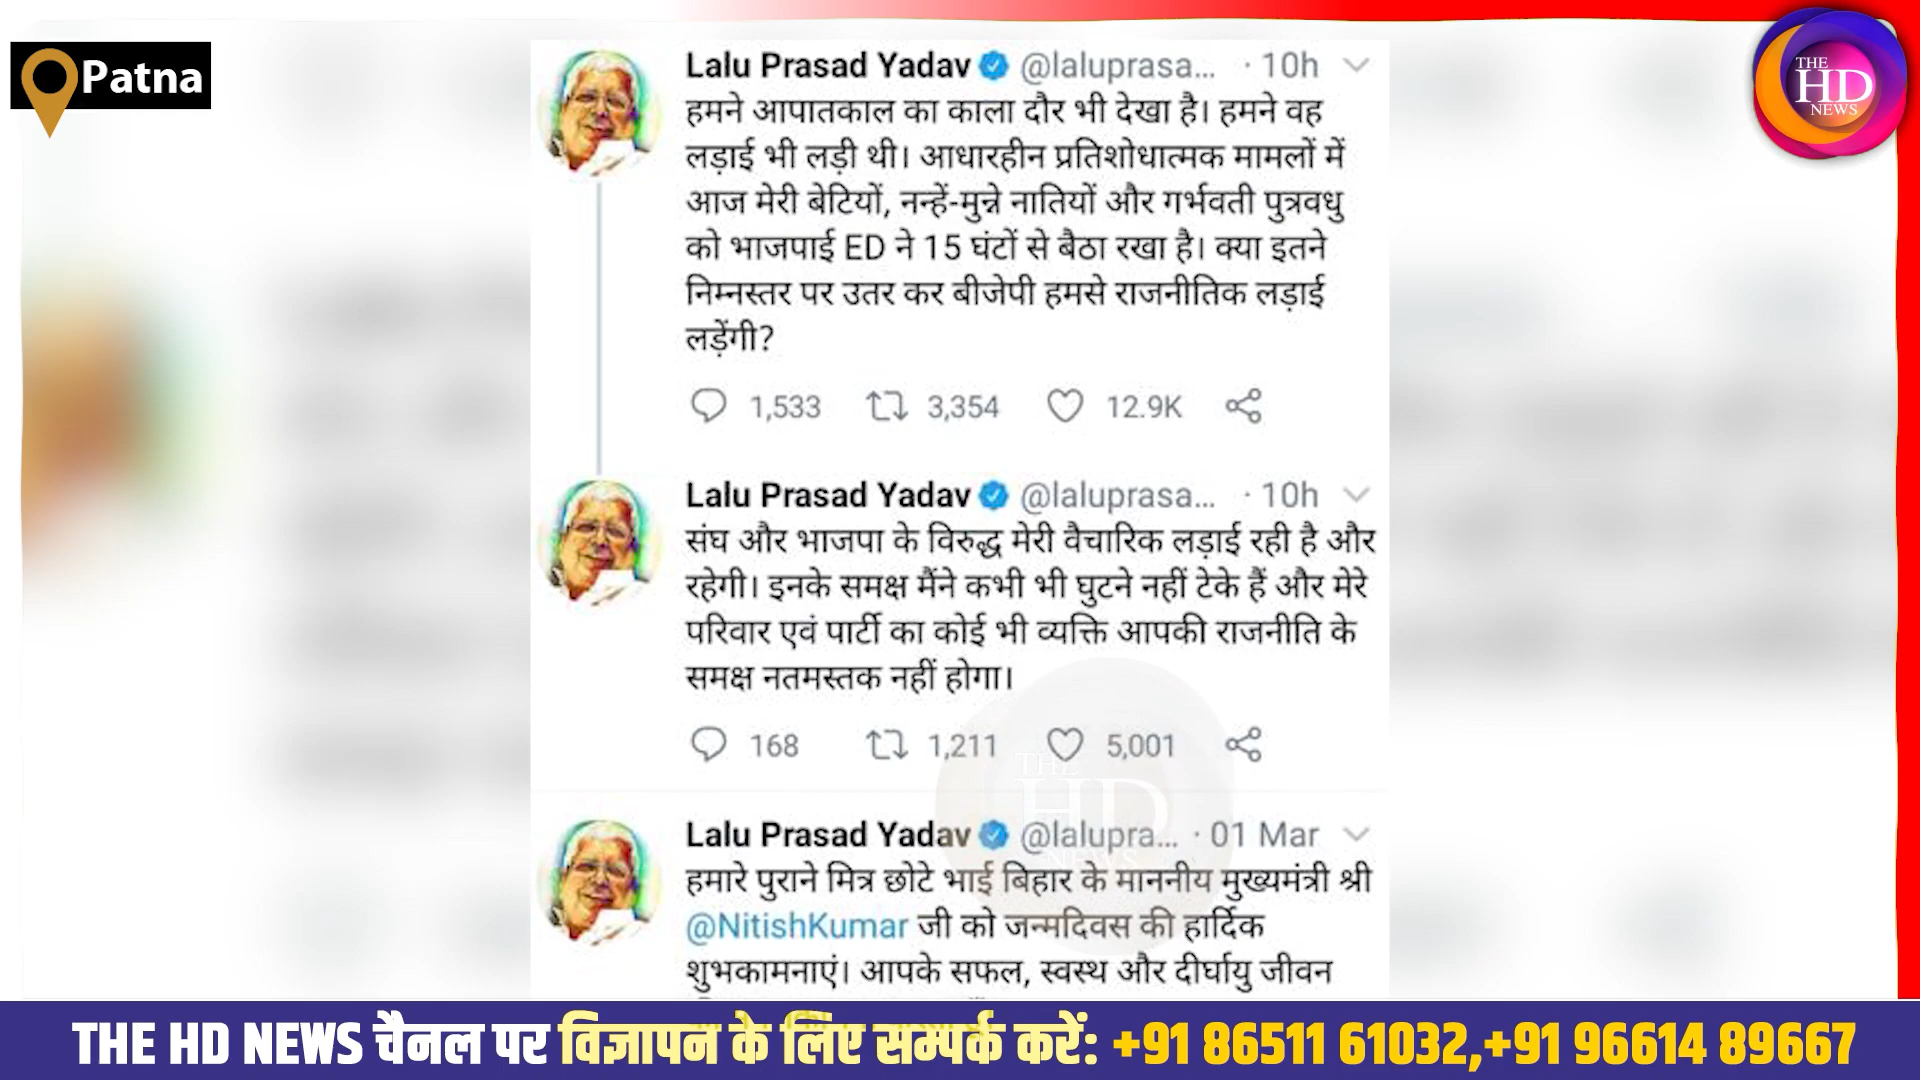 Patna
THE
HD
NEWS
Lalu Prasad Yadav @laluprasa... · 10h
हमने आपातकाल का काला दौर भी देखा है। हमने वह
लड़ाई भी लड़ी थी। आधारहीन प्रतिशोधात्मक मामलों में
आज मेरी बेटियों, नन्हें-मुन्ने नातियों और गर्भवती पुत्रवधु
को भाजपाई ED ने 15 घंटों से बैठा रखा है। क्या इतने
निम्नस्तर पर उतर कर बीजेपी हमसे राजनीतिक लड़ाई
लड़ेंगी?
1,533 3,354 12.9K
Lalu Prasad Yadav @laluprasa... · 10h
संघ और भाजपा के विरुद्ध मेरी वैचारिक लड़ाई रही है और
रहेगी। इनके समक्ष मैंने कभी भी घुटने नहीं टेके हैं और मेरे
परिवार एवं पार्टी का कोई भी व्यक्ति आपकी राजनीति के
समक्ष नतमस्तक नहीं होगा।
168 1,211 5,001
THE
HD
NEWS
Lalu Prasad Yadav @lalupra... · 01 Mar
हमारे पुराने मित्र छोटे भाई बिहार के माननीय मुख्यमंत्री श्री
@NitishKumar जी को जन्मदिवस की हार्दिक
शुभकामनाएं। आपके सफल, स्वस्थ और दीर्घायु जीवन
THE HD NEWS चैनल पर विज्ञापन के लिए सम्पर्क करें: +91 86511 61032,+91 96614 89667